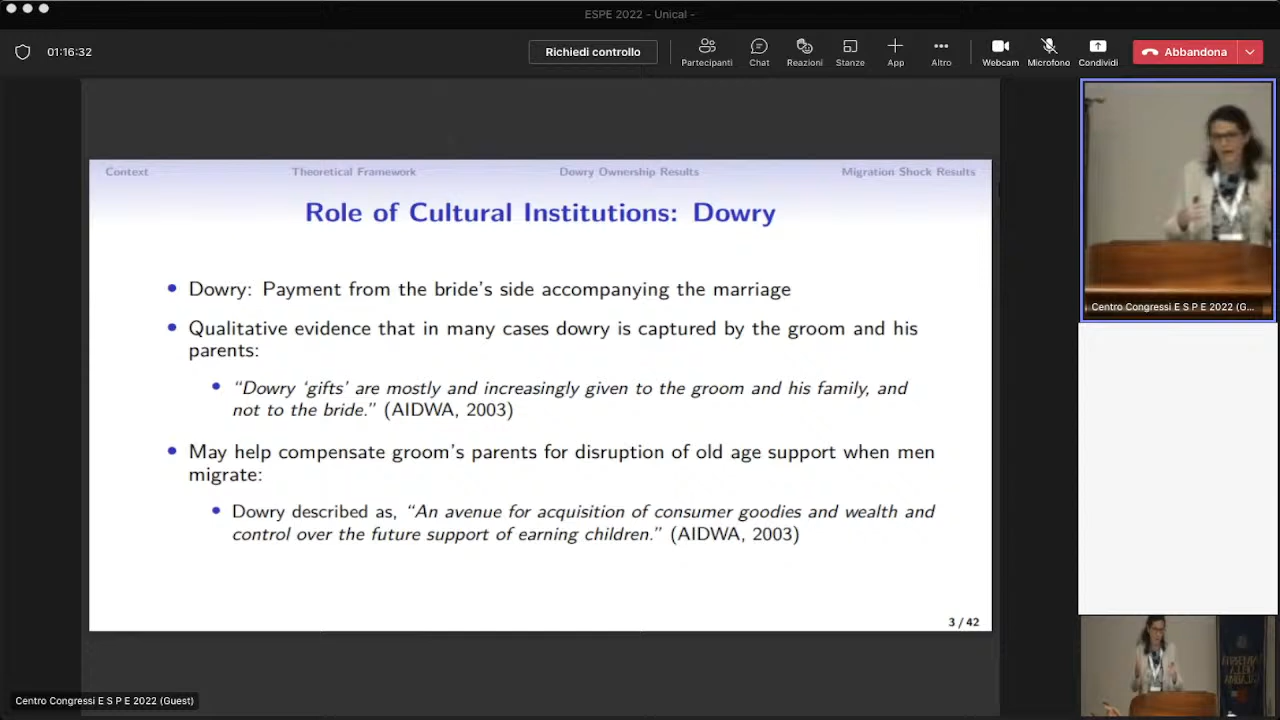 ESPE 2022 - Unical -
01:16:32
Richiedi controllo
Partecipanti
Chat
Reazioni
Stanze
App
Altro
Webcam
Microfono
Condividi
Abbandona
Context
Theoretical Framework
Dowry Ownership Results
Migration Shock Results
Role of Cultural Institutions: Dowry
Dowry: Payment from the bride's side accompanying the marriage
Qualitative evidence that in many cases dowry is captured by the groom and his
parents:
“Dowry ‘gifts’ are mostly and increasingly given to the groom and his family, and
not to the bride.” (AIDWA, 2003)
May help compensate groom's parents for disruption of old age support when men
migrate:
Dowry described as, “An avenue for acquisition of consumer goodies and wealth and
control over the future support of earning children.” (AIDWA, 2003)
3 / 42
Centro Congressi E S P E 2022 (G...
Centro Congressi E S P E 2022 (Guest)